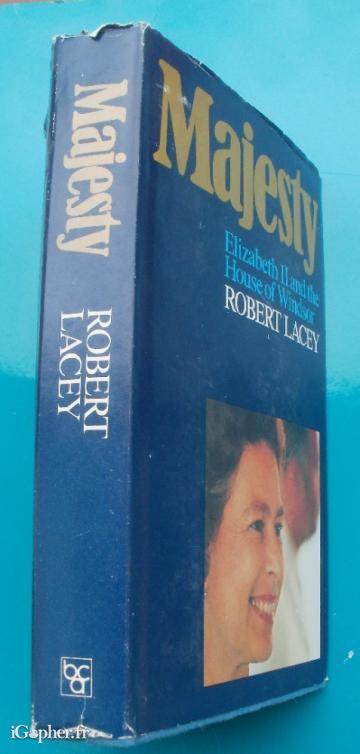 Majesty
ROBERT
LACEY
bca
Majesty
Elizabeth II and the
House of Windsor
ROBERT LACEY
iGopher.fr